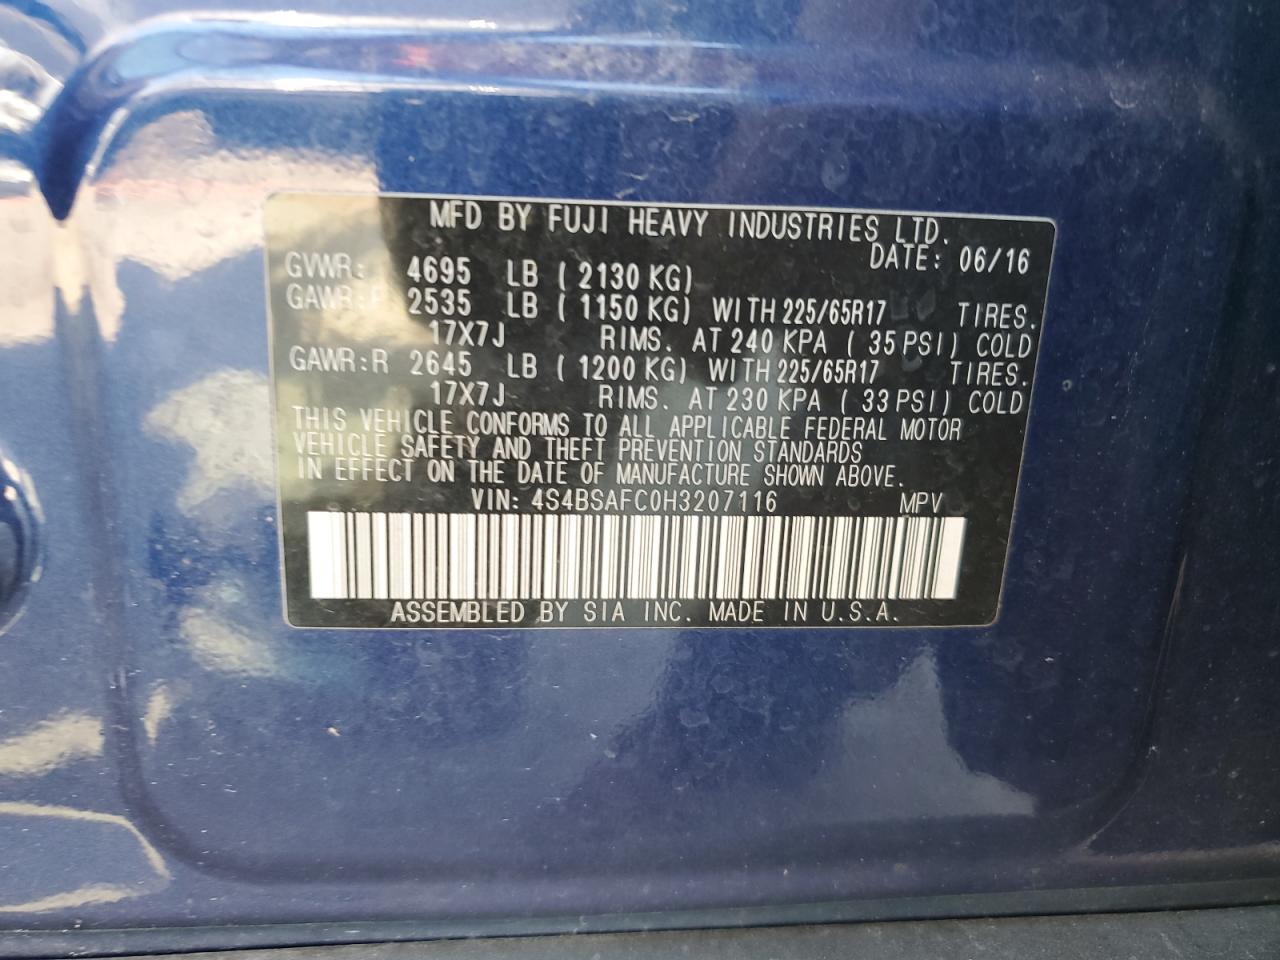 MFD BY FUJI HEAVY INDUSTRIES LTD.
DATE: 06/16
GVWR: 4695 LB ( 2130 KG)
GAWR:F 2535 LB ( 1150 KG) WITH 225/65R17 TIRES.
17X7J RIMS. AT 240 KPA ( 35 PSI) COLD
GAWR:R 2645 LB ( 1200 KG) WITH 225/65R17 TIRES.
17X7J RIMS. AT 230 KPA ( 33 PSI) COLD
THIS VEHICLE CONFORMS TO ALL APPLICABLE FEDERAL MOTOR
VEHICLE SAFETY AND THEFT PREVENTION STANDARDS
IN EFFECT ON THE DATE OF MANUFACTURE SHOWN ABOVE.
VIN: 4S4BSAFC0H3207116 MPV
ASSEMBLED BY SIA INC. MADE IN U.S.A.